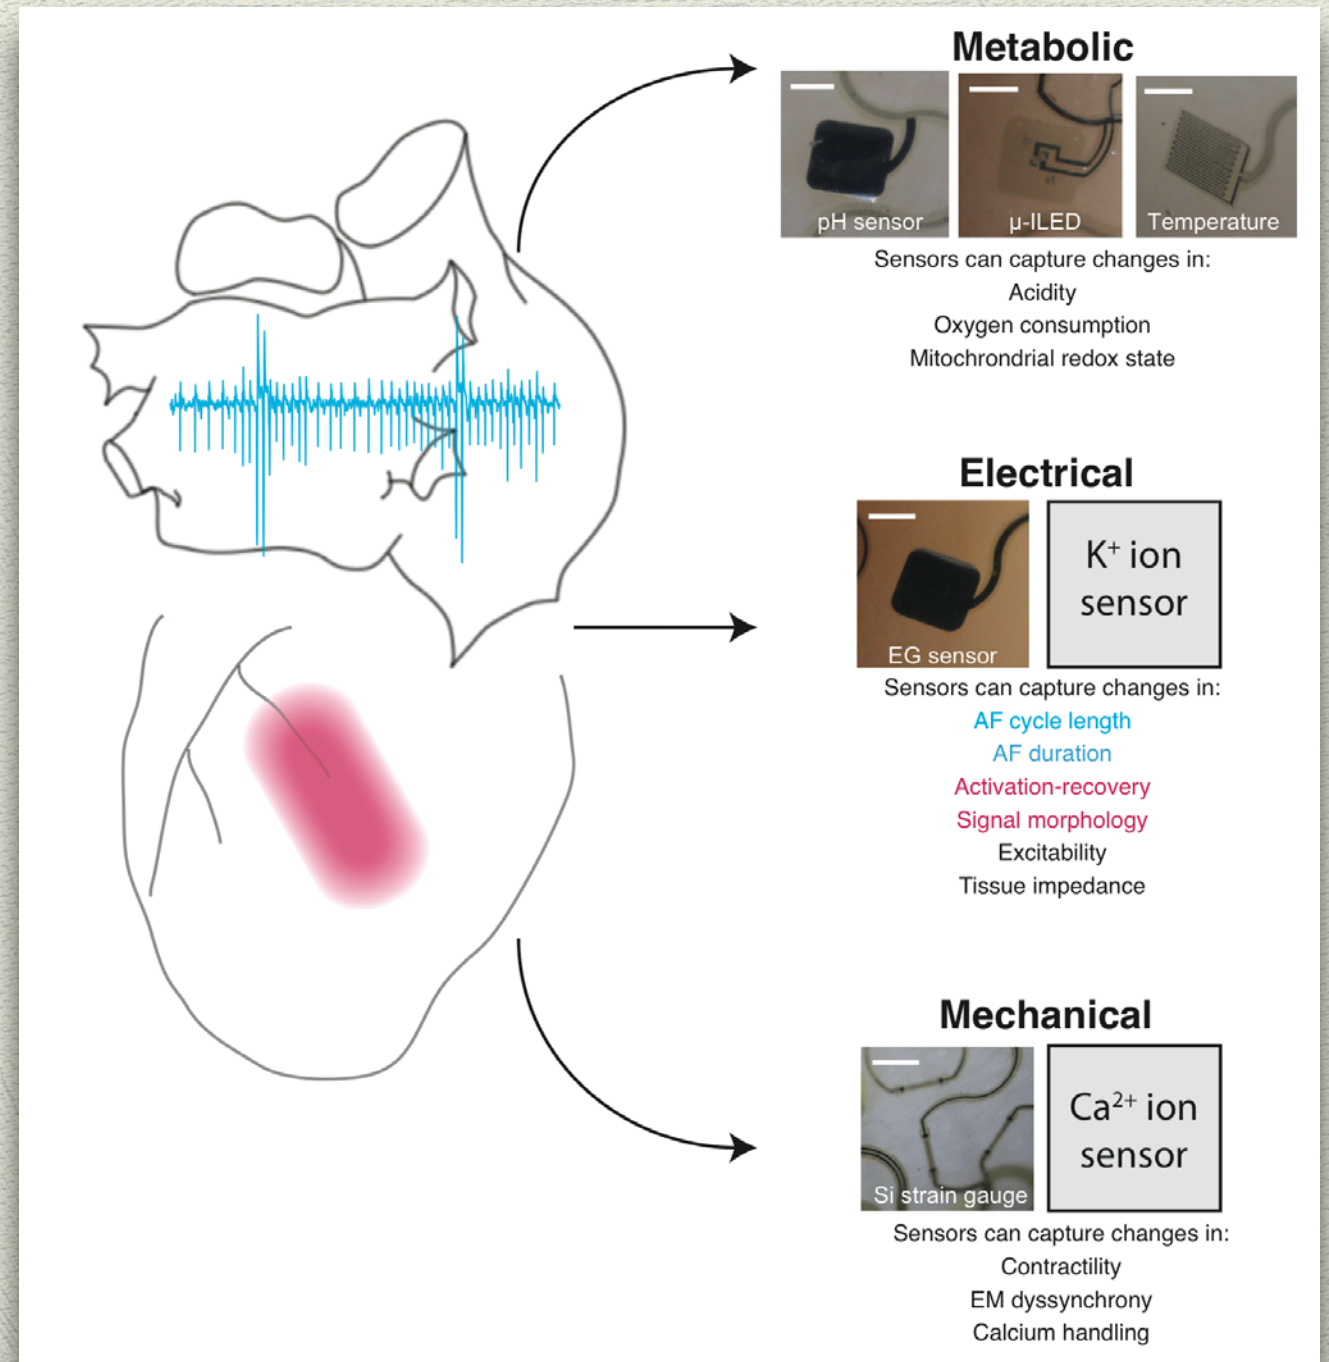 Metabolic
pH sensor
μ-ILED
Temperature
Sensors can capture changes in:
Acidity
Oxygen consumption
Mitochrondrial redox state
Electrical
EG sensor
K⁺ ion
sensor
Sensors can capture changes in:
AF cycle length
AF duration
Activation-recovery
Signal morphology
Excitability
Tissue impedance
Mechanical
Si strain gauge
Ca²⁺ ion
sensor
Sensors can capture changes in:
Contractility
EM dyssynchrony
Calcium handling